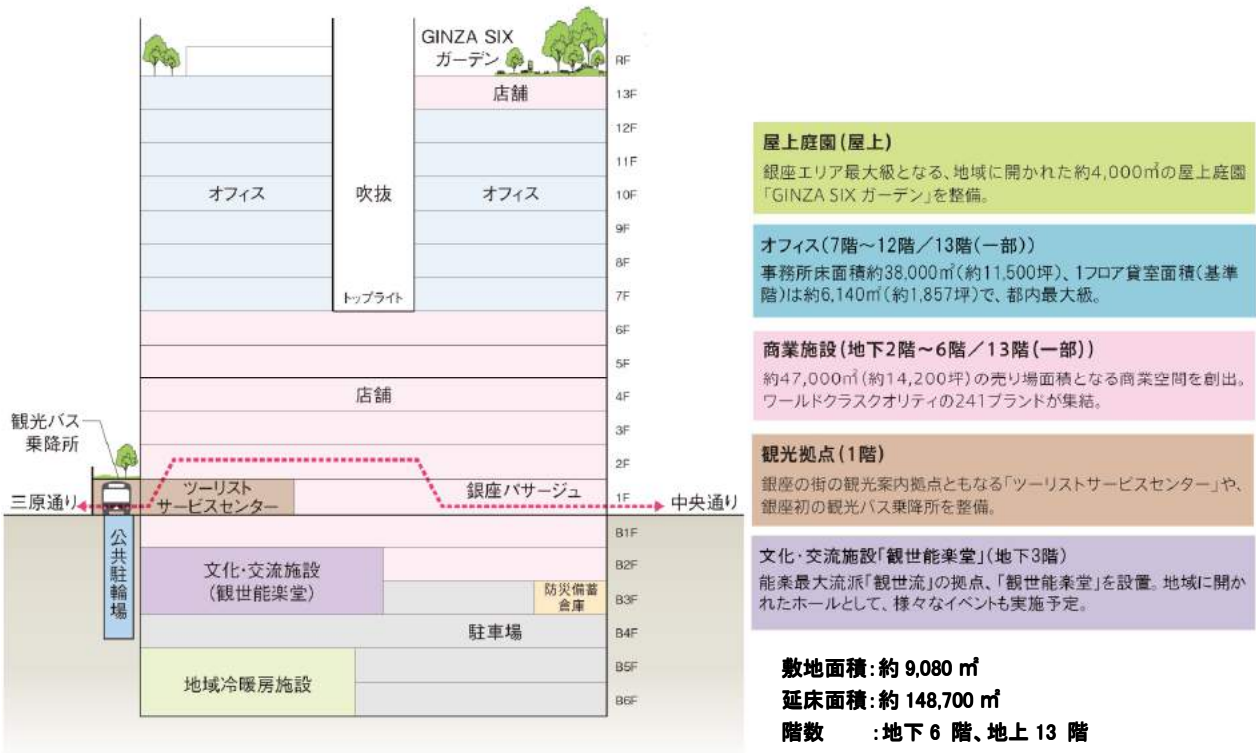 GINZA SIX
ガーデン
RF
店舗
13F
12F
11F
オフィス
吹抜
オフィス
10F
9F
8F
トップライト
7F
6F
5F
店舗
4F
観光バス
乗降所
3F
2F
三原通り
ツーリスト
サービスセンター
銀座パサージュ
1F
中央通り
公共駐輪場
B1F
文化・交流施設
(観世能楽堂)
B2F
防災備蓄
倉庫
B3F
駐車場
B4F
地域冷暖房施設
B5F
B6F
屋上庭園(屋上)
銀座エリア最大級となる、地域に開かれた約4,000㎡の屋上庭園
「GINZA SIX ガーデン」を整備。
オフィス(7階～12階／13階(一部))
事務所床面積約38,000㎡(約11,500坪)、1フロア貸室面積(基準
階)は約6,140㎡(約1,857坪)で、都内最大級。
商業施設(地下2階～6階／13階(一部))
約47,000㎡(約14,200坪)の売り場面積となる商業空間を創出。
ワールドクラスクオリティの241ブランドが集結。
観光拠点(1階)
銀座の街の観光案内拠点ともなる「ツーリストサービスセンター」や、
銀座初の観光バス乗降所を整備。
文化・交流施設「観世能楽堂」(地下3階)
能楽最大流派「観世流」の拠点、「観世能楽堂」を設置。地域に開か
れたホールとして、様々なイベントも実施予定。
敷地面積：約 9,080 ㎡
延床面積：約 148,700 ㎡
階数　　：地下 6 階、地上 13 階